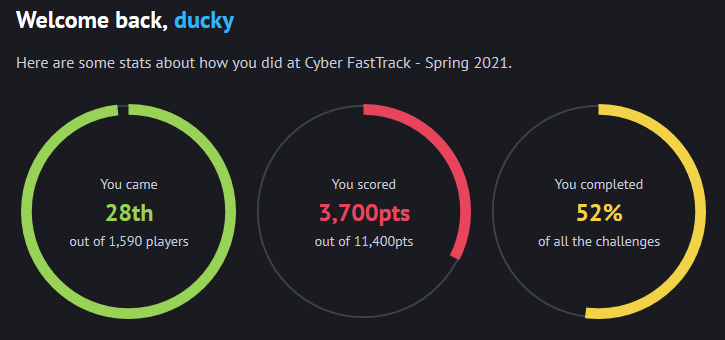 Welcome back, ducky
Here are some stats about how you did at Cyber FastTrack - Spring 2021.
You came
28th
out of 1,590 players
You scored
3,700pts
out of 11,400pts
You completed
52%
of all the challenges